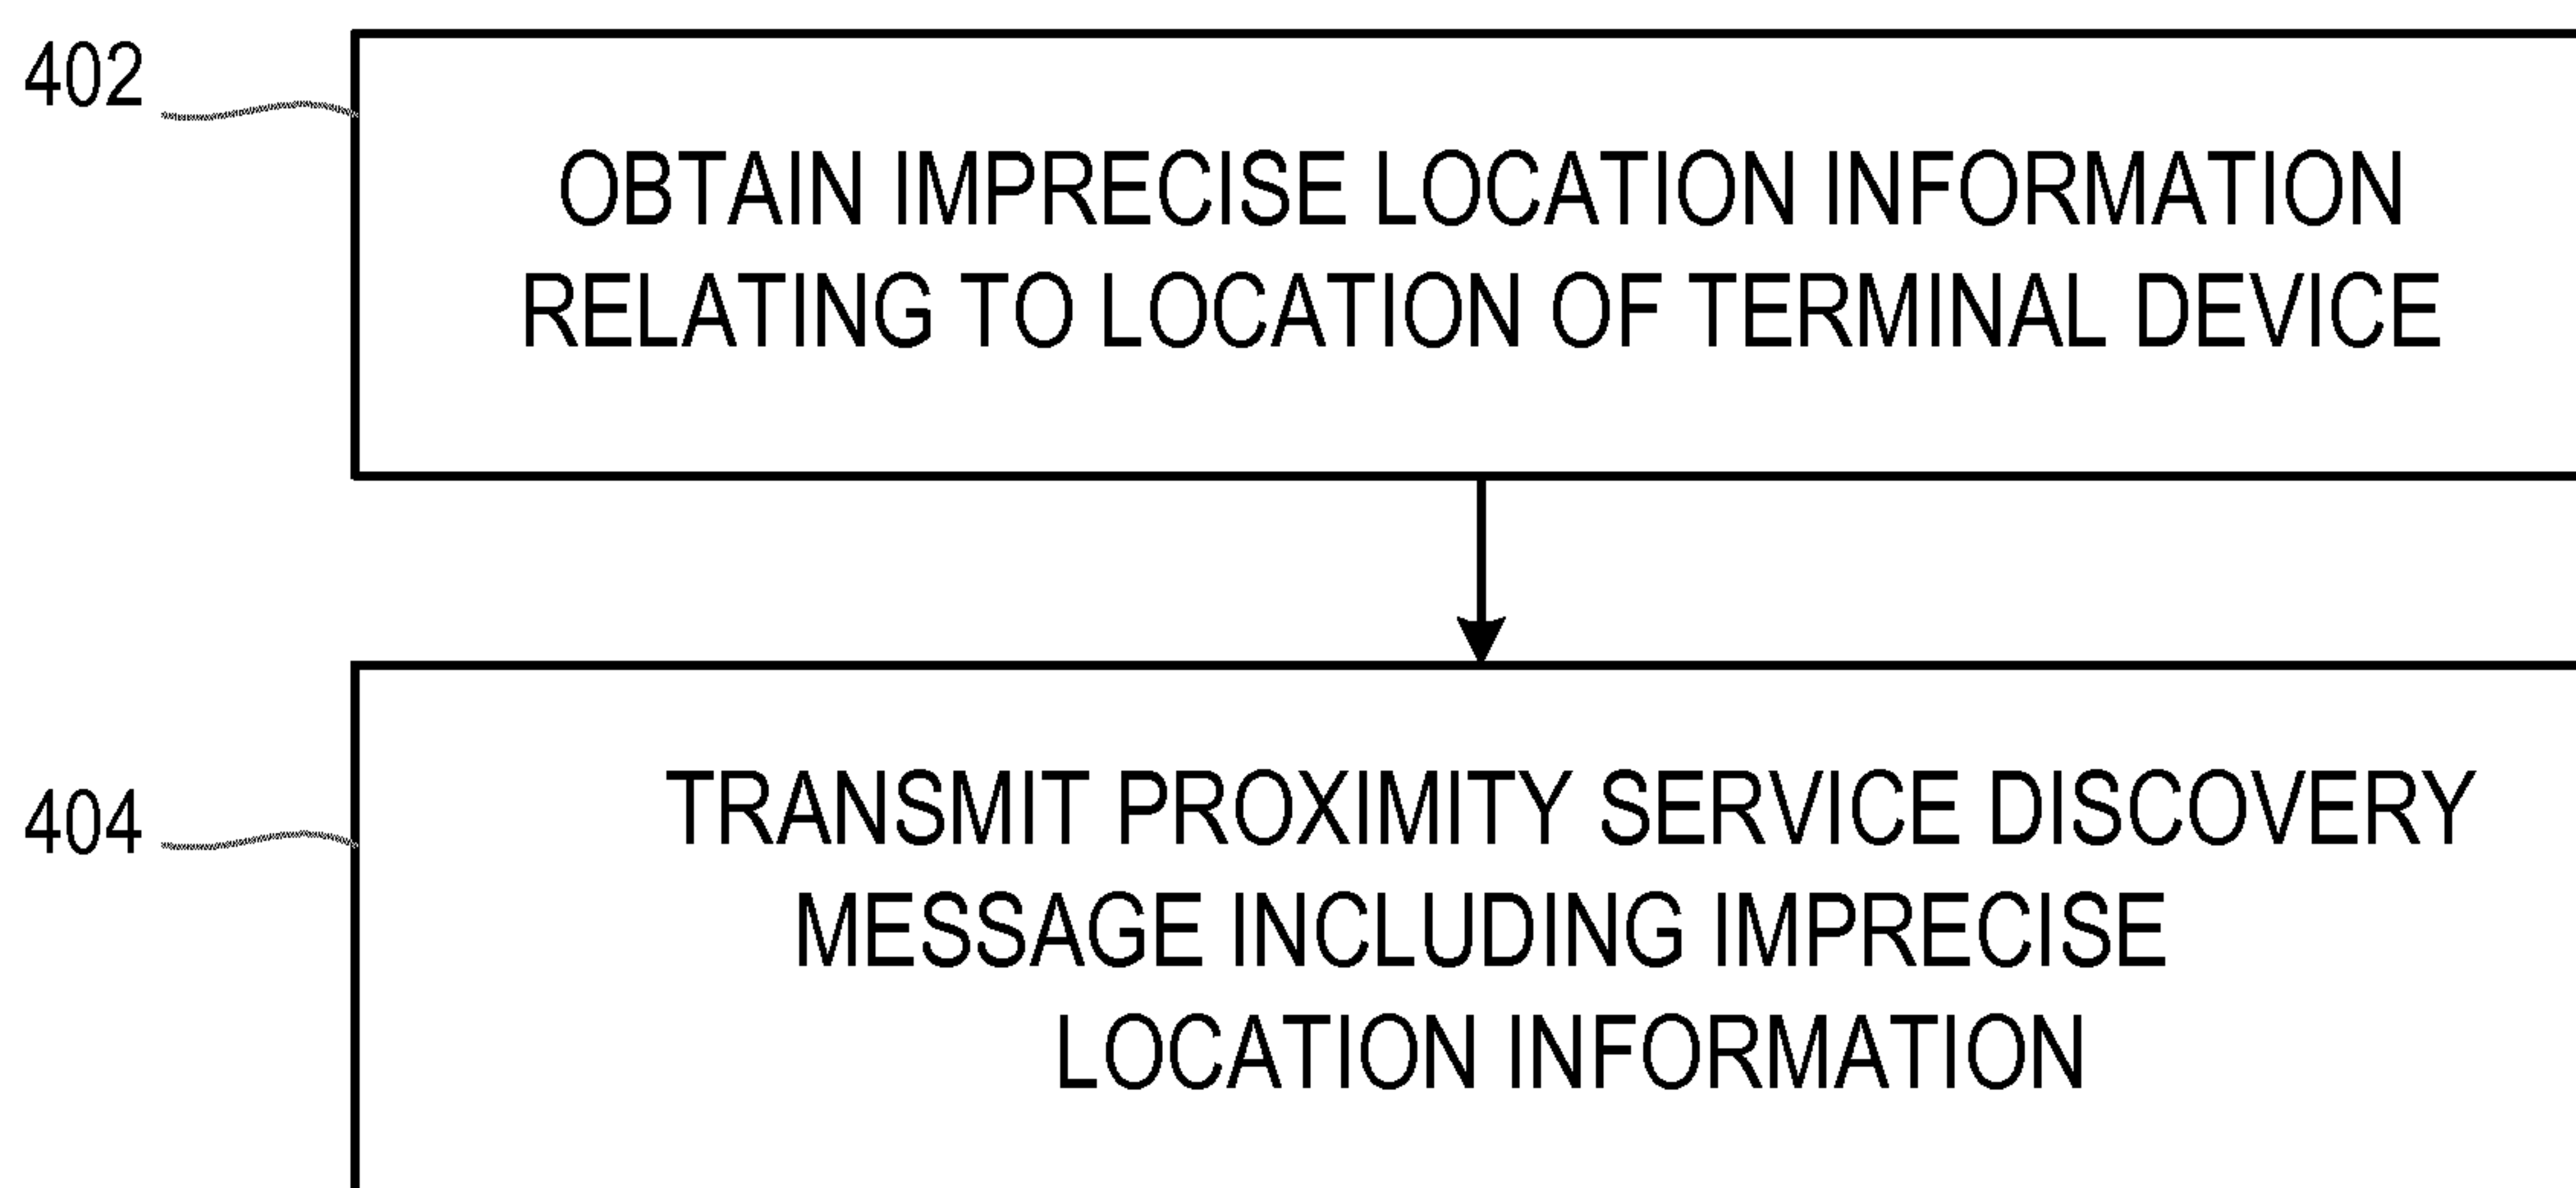 402
OBTAIN IMPRECISE LOCATION INFORMATION
RELATING TO LOCATION OF TERMINAL DEVICE
404
TRANSMIT PROXIMITY SERVICE DISCOVERY
MESSAGE INCLUDING IMPRECISE
LOCATION INFORMATION